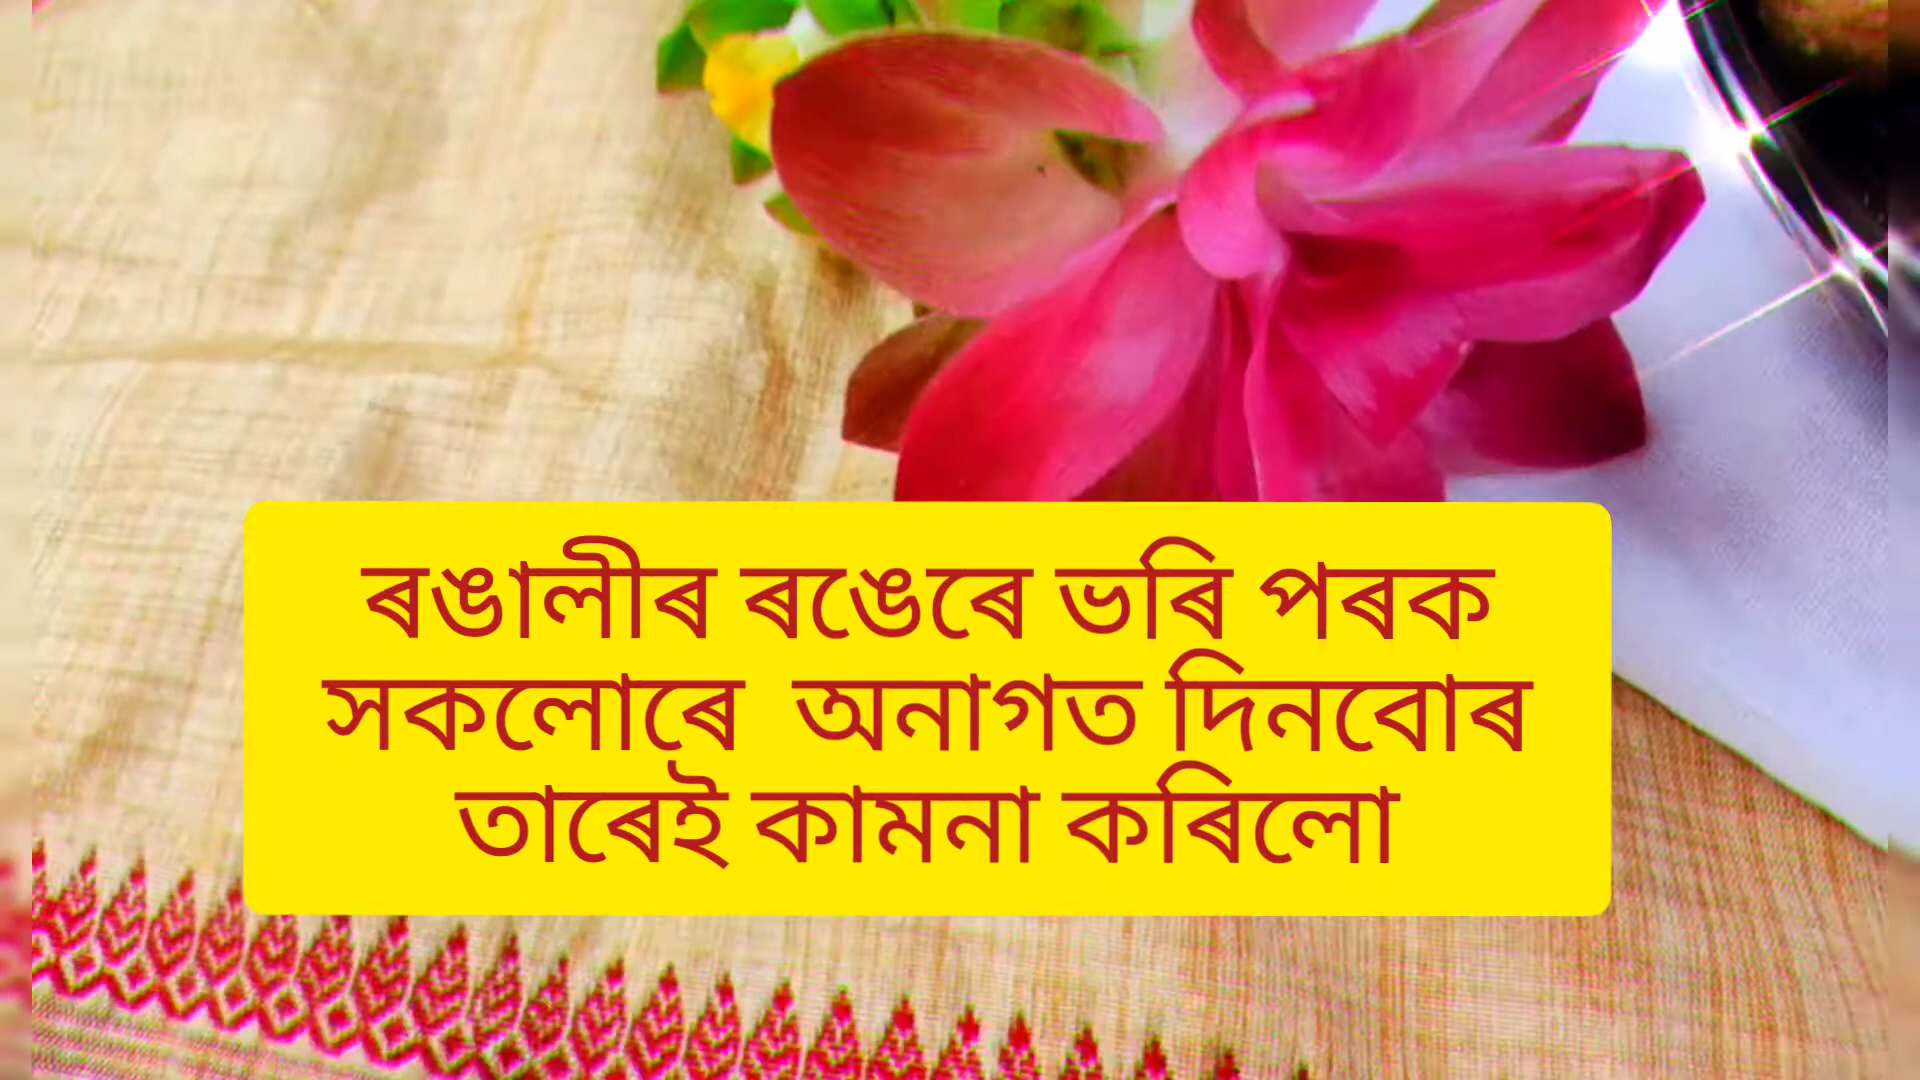 ৰঙালীৰ ৰঙেৰে ভৰি পৰক
সকলোৰে অনাগত দিনবোৰ
তাৰেই কামনা কৰিলো